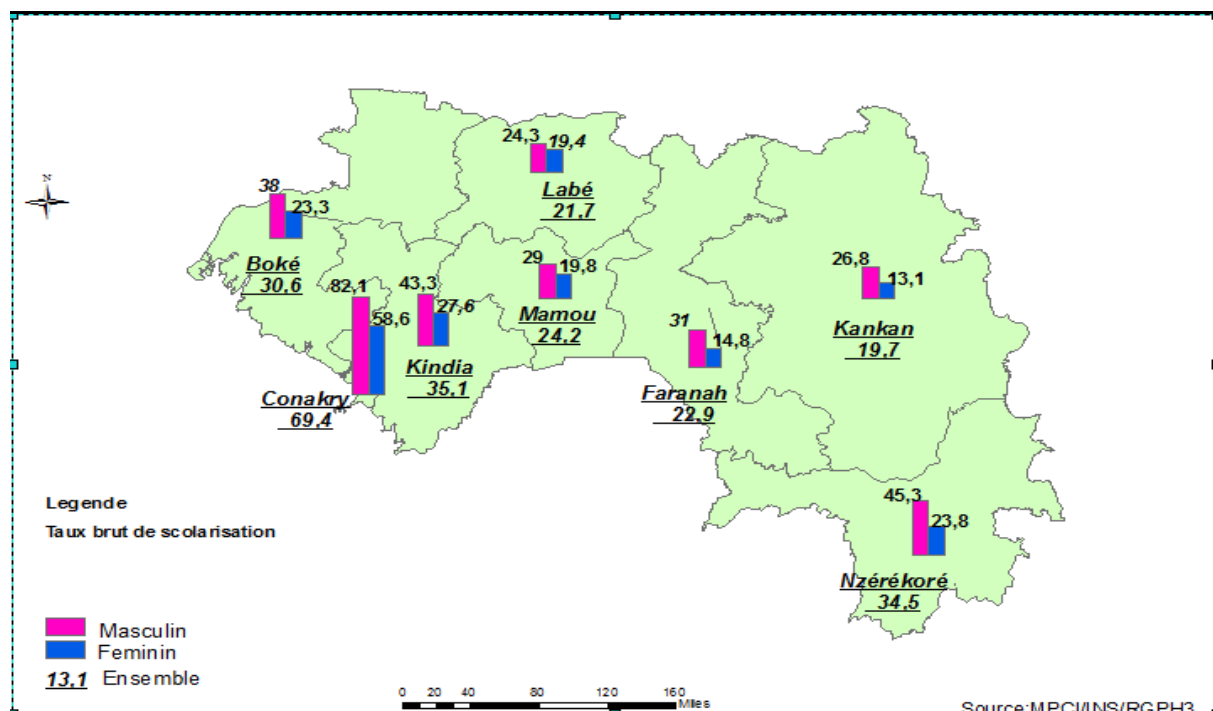 N
24,3 19,4
Labé
21,7
38
23,3
Boké
30,6
82,1
58,6
Conakry
69,4
43,3
27,6
Kindia
35,1
29
19,8
Mamou
24,2
31
14,8
Faranah
22,9
26,8
13,1
Kankan
19,7
45,3
23,8
Nzérékoré
34,5
Legende
Taux brut de scolarisation
Masculin
Feminin
13,1 Ensemble
0 20 40 80 120 160
Miles
Source:MPCI/INS/RGPH3